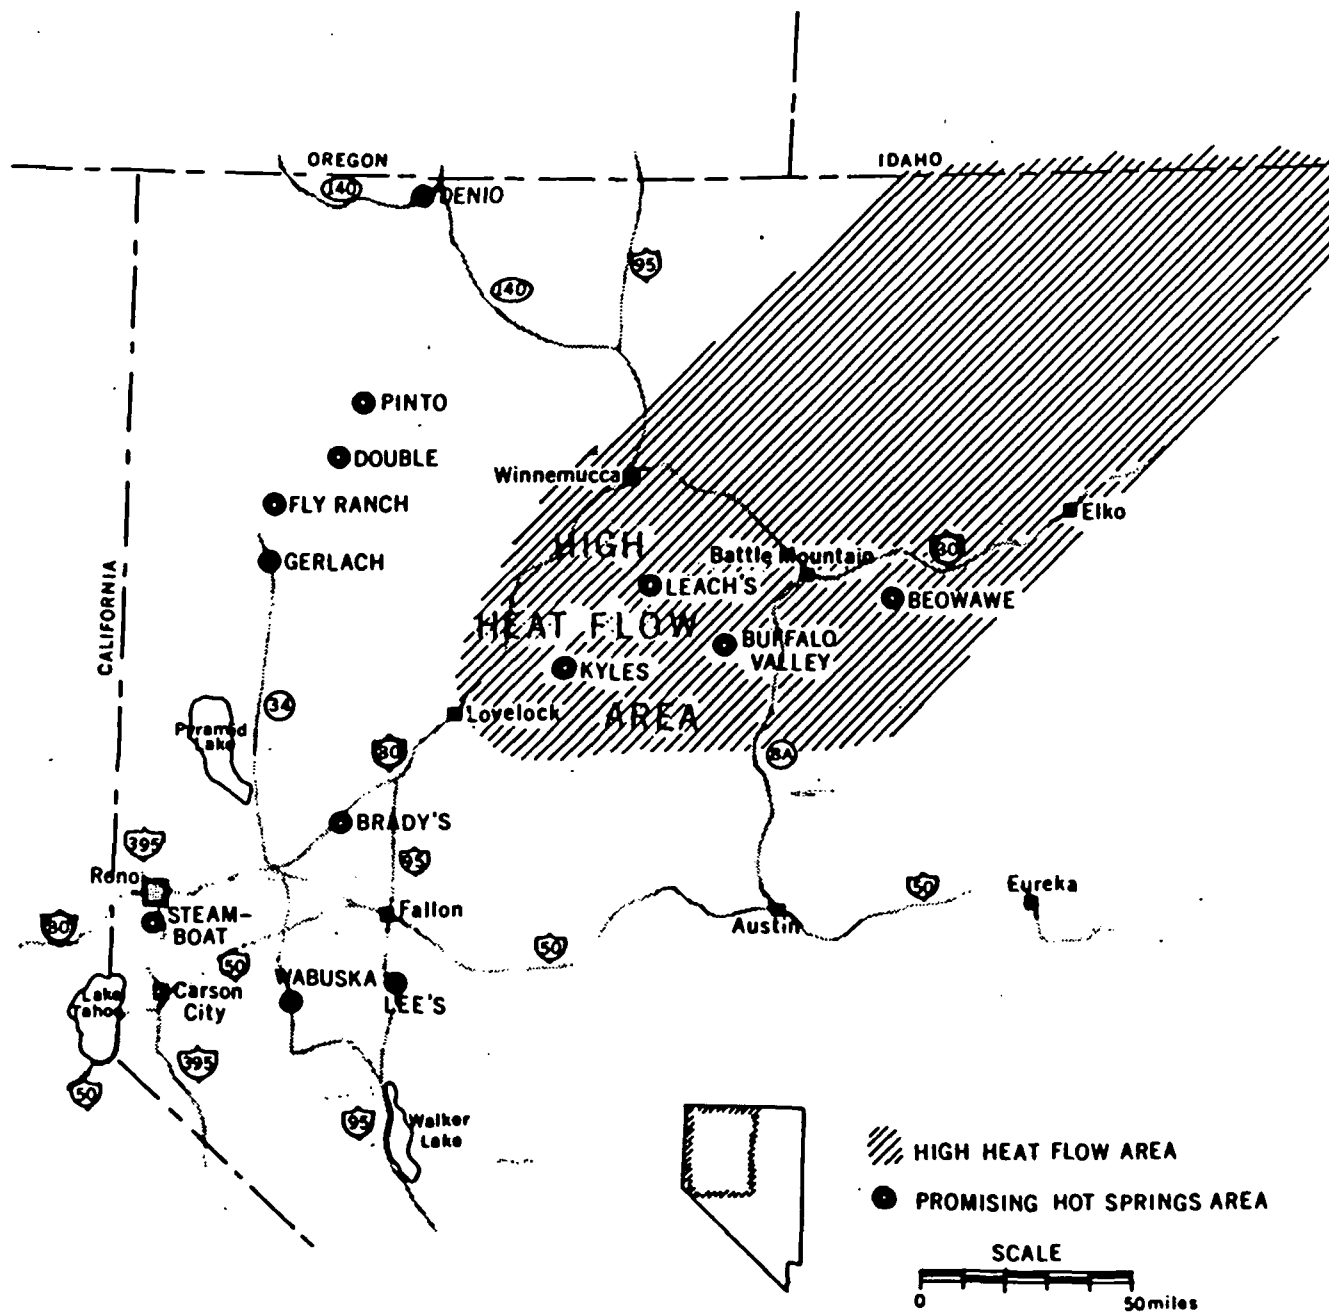 OREGON
IDAHO
140
DENIO
95
140
PINTO
DOUBLE
Winnemucca
FLY RANCH
Elko
HIGH
80
Battle Mountain
GERLACH
LEACH'S
BEOWAWE
CALIFORNIA
HEAT FLOW
BUFFALO
VALLEY
KYLES
34
Lovelock
AREA
Pyramid
Lake
80
8A
BRADY'S
395
95
Reno
50
Eureka
Fallon
STEAM-
BOAT
80
Austin
50
50
WABUSKA
Lake
Tahoe
Carson
City
LEE'S
395
50
95
Walker
Lake
HIGH HEAT FLOW AREA
PROMISING HOT SPRINGS AREA
SCALE
0
50 miles